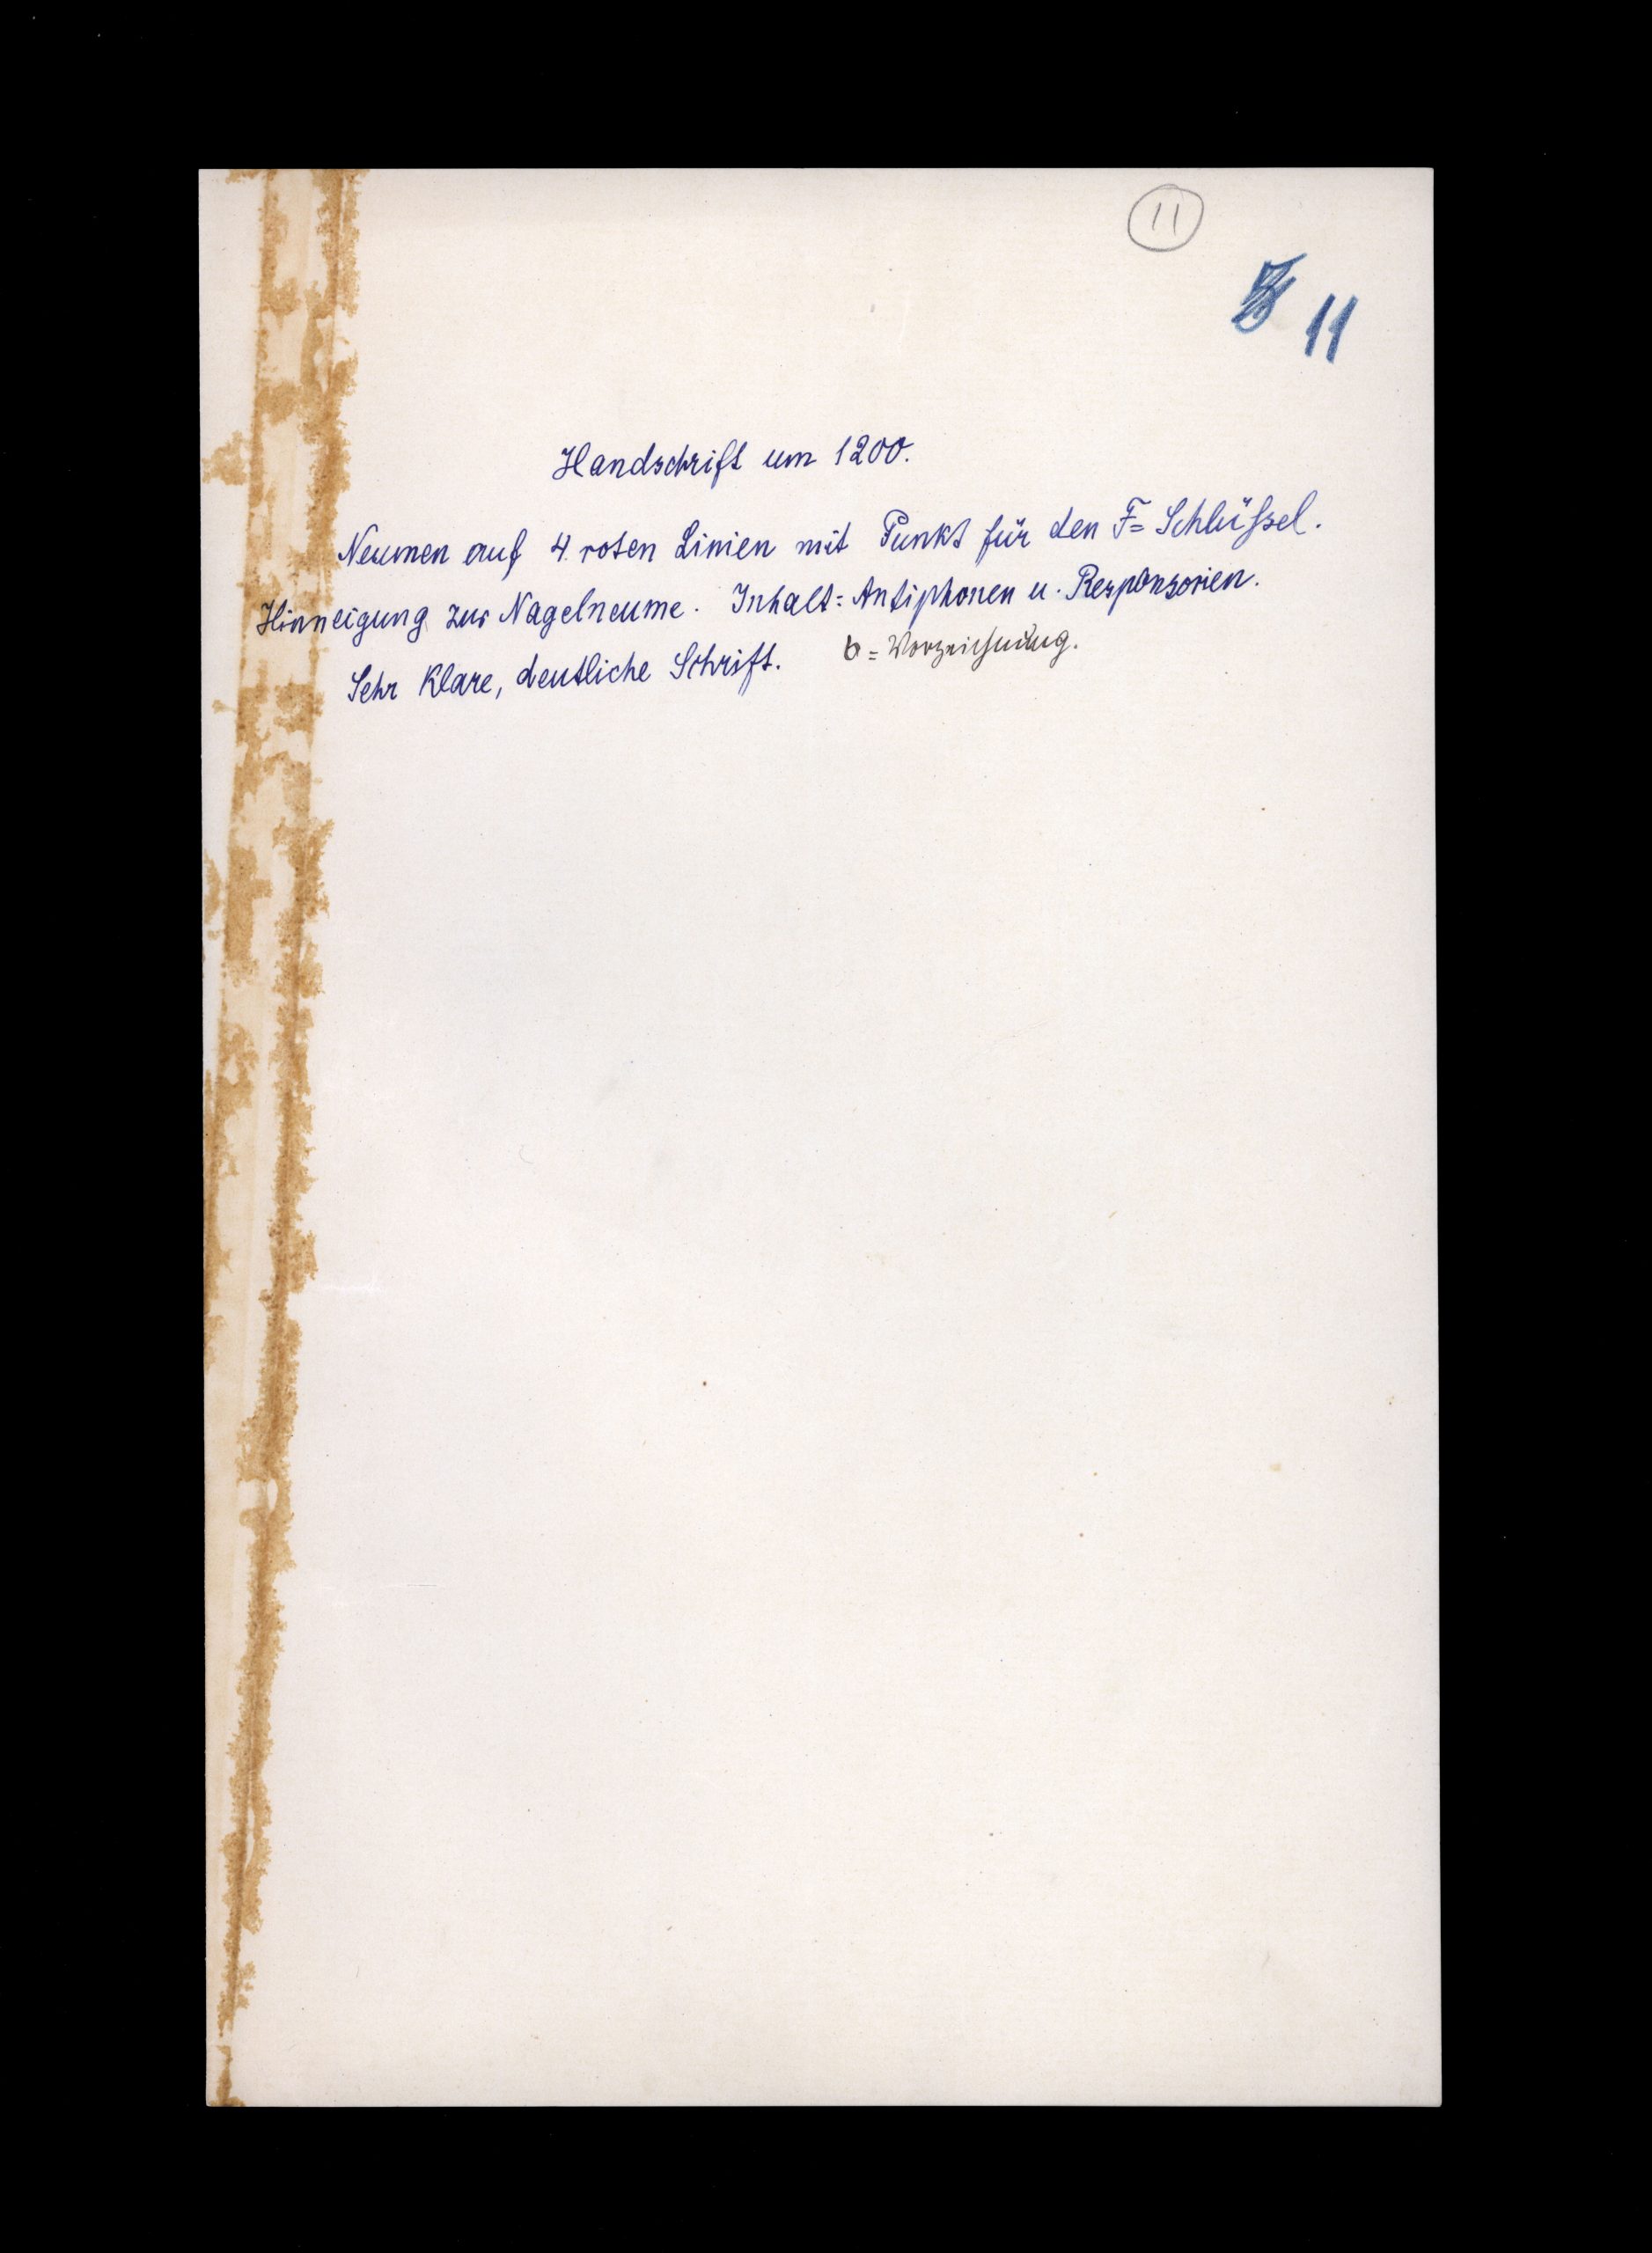 11
11
Handschrift um 1200.
Neumen auf 4 roten Linien mit Punkt für den F= Schlüssel.
Hinneigung zur Nagelneume. Inhalt: Antiphonen u. Responsorien.
Sehr klare, deutliche Schrift. b= Vorzeichnung.